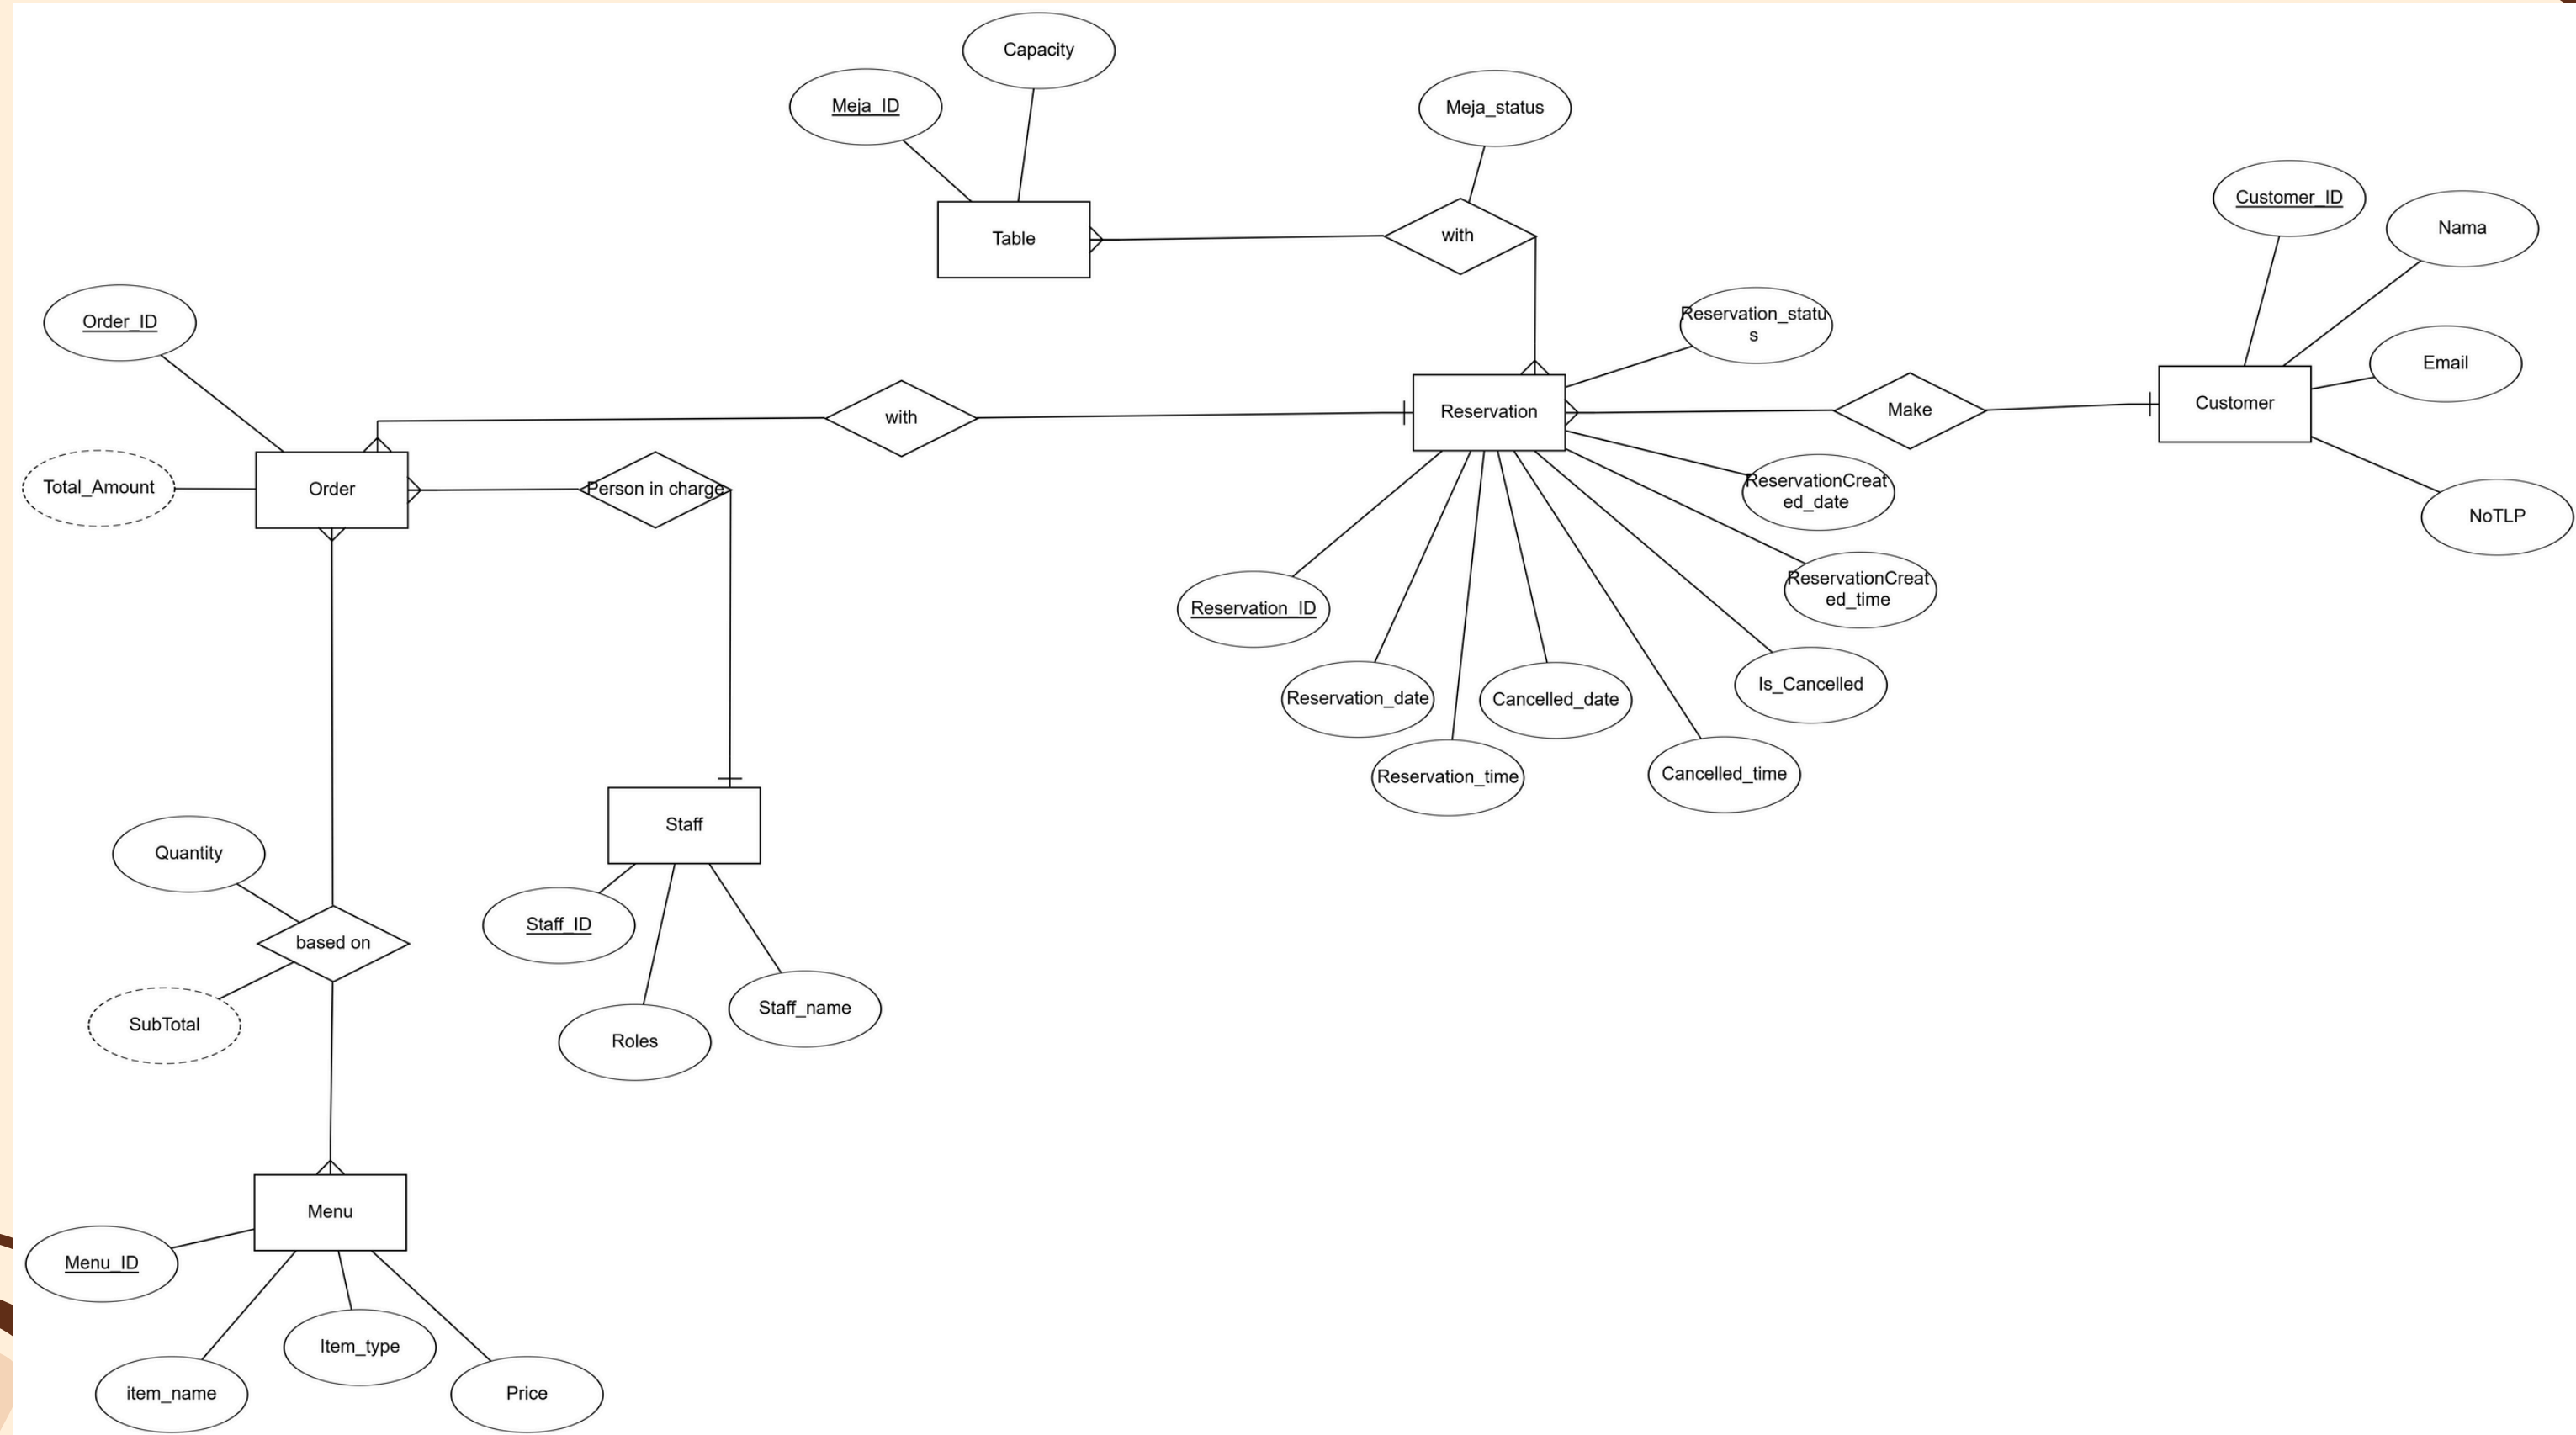 Capacity
Meja_ID
Meja_status
Table
with
Customer_ID
Nama
Order_ID
Reservation_statu
s
Email
with
Reservation
Make
Customer
Total_Amount
Order
Person in charge
ReservationCreat
ed_date
NoTLP
ReservationCreat
ed_time
Reservation_ID
Is_Cancelled
Reservation_date
Cancelled_date
Reservation_time
Cancelled_time
Staff
Quantity
Staff_ID
based on
Staff_name
SubTotal
Roles
Menu
Menu_ID
Item_type
item_name
Price